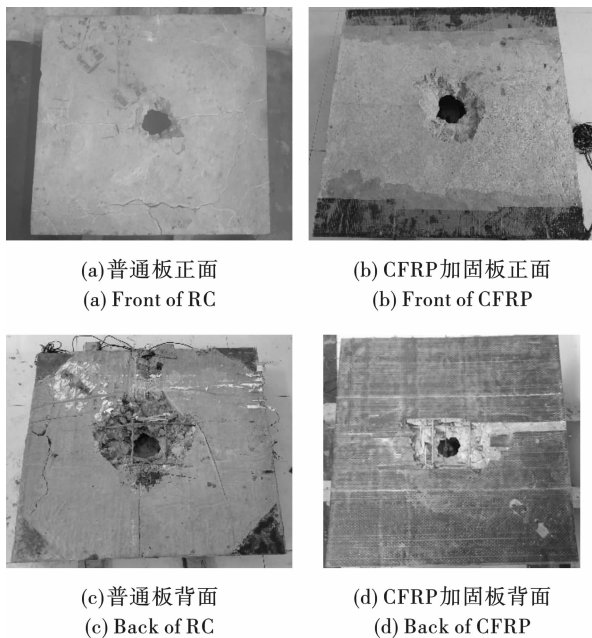 (a)普通板正面
(a) Front of RC
(b) CFRP加固板正面
(b) Front of CFRP
(c)普通板背面
(c) Back of RC
(d) CFRP加固板背面
(d) Back of CFRP